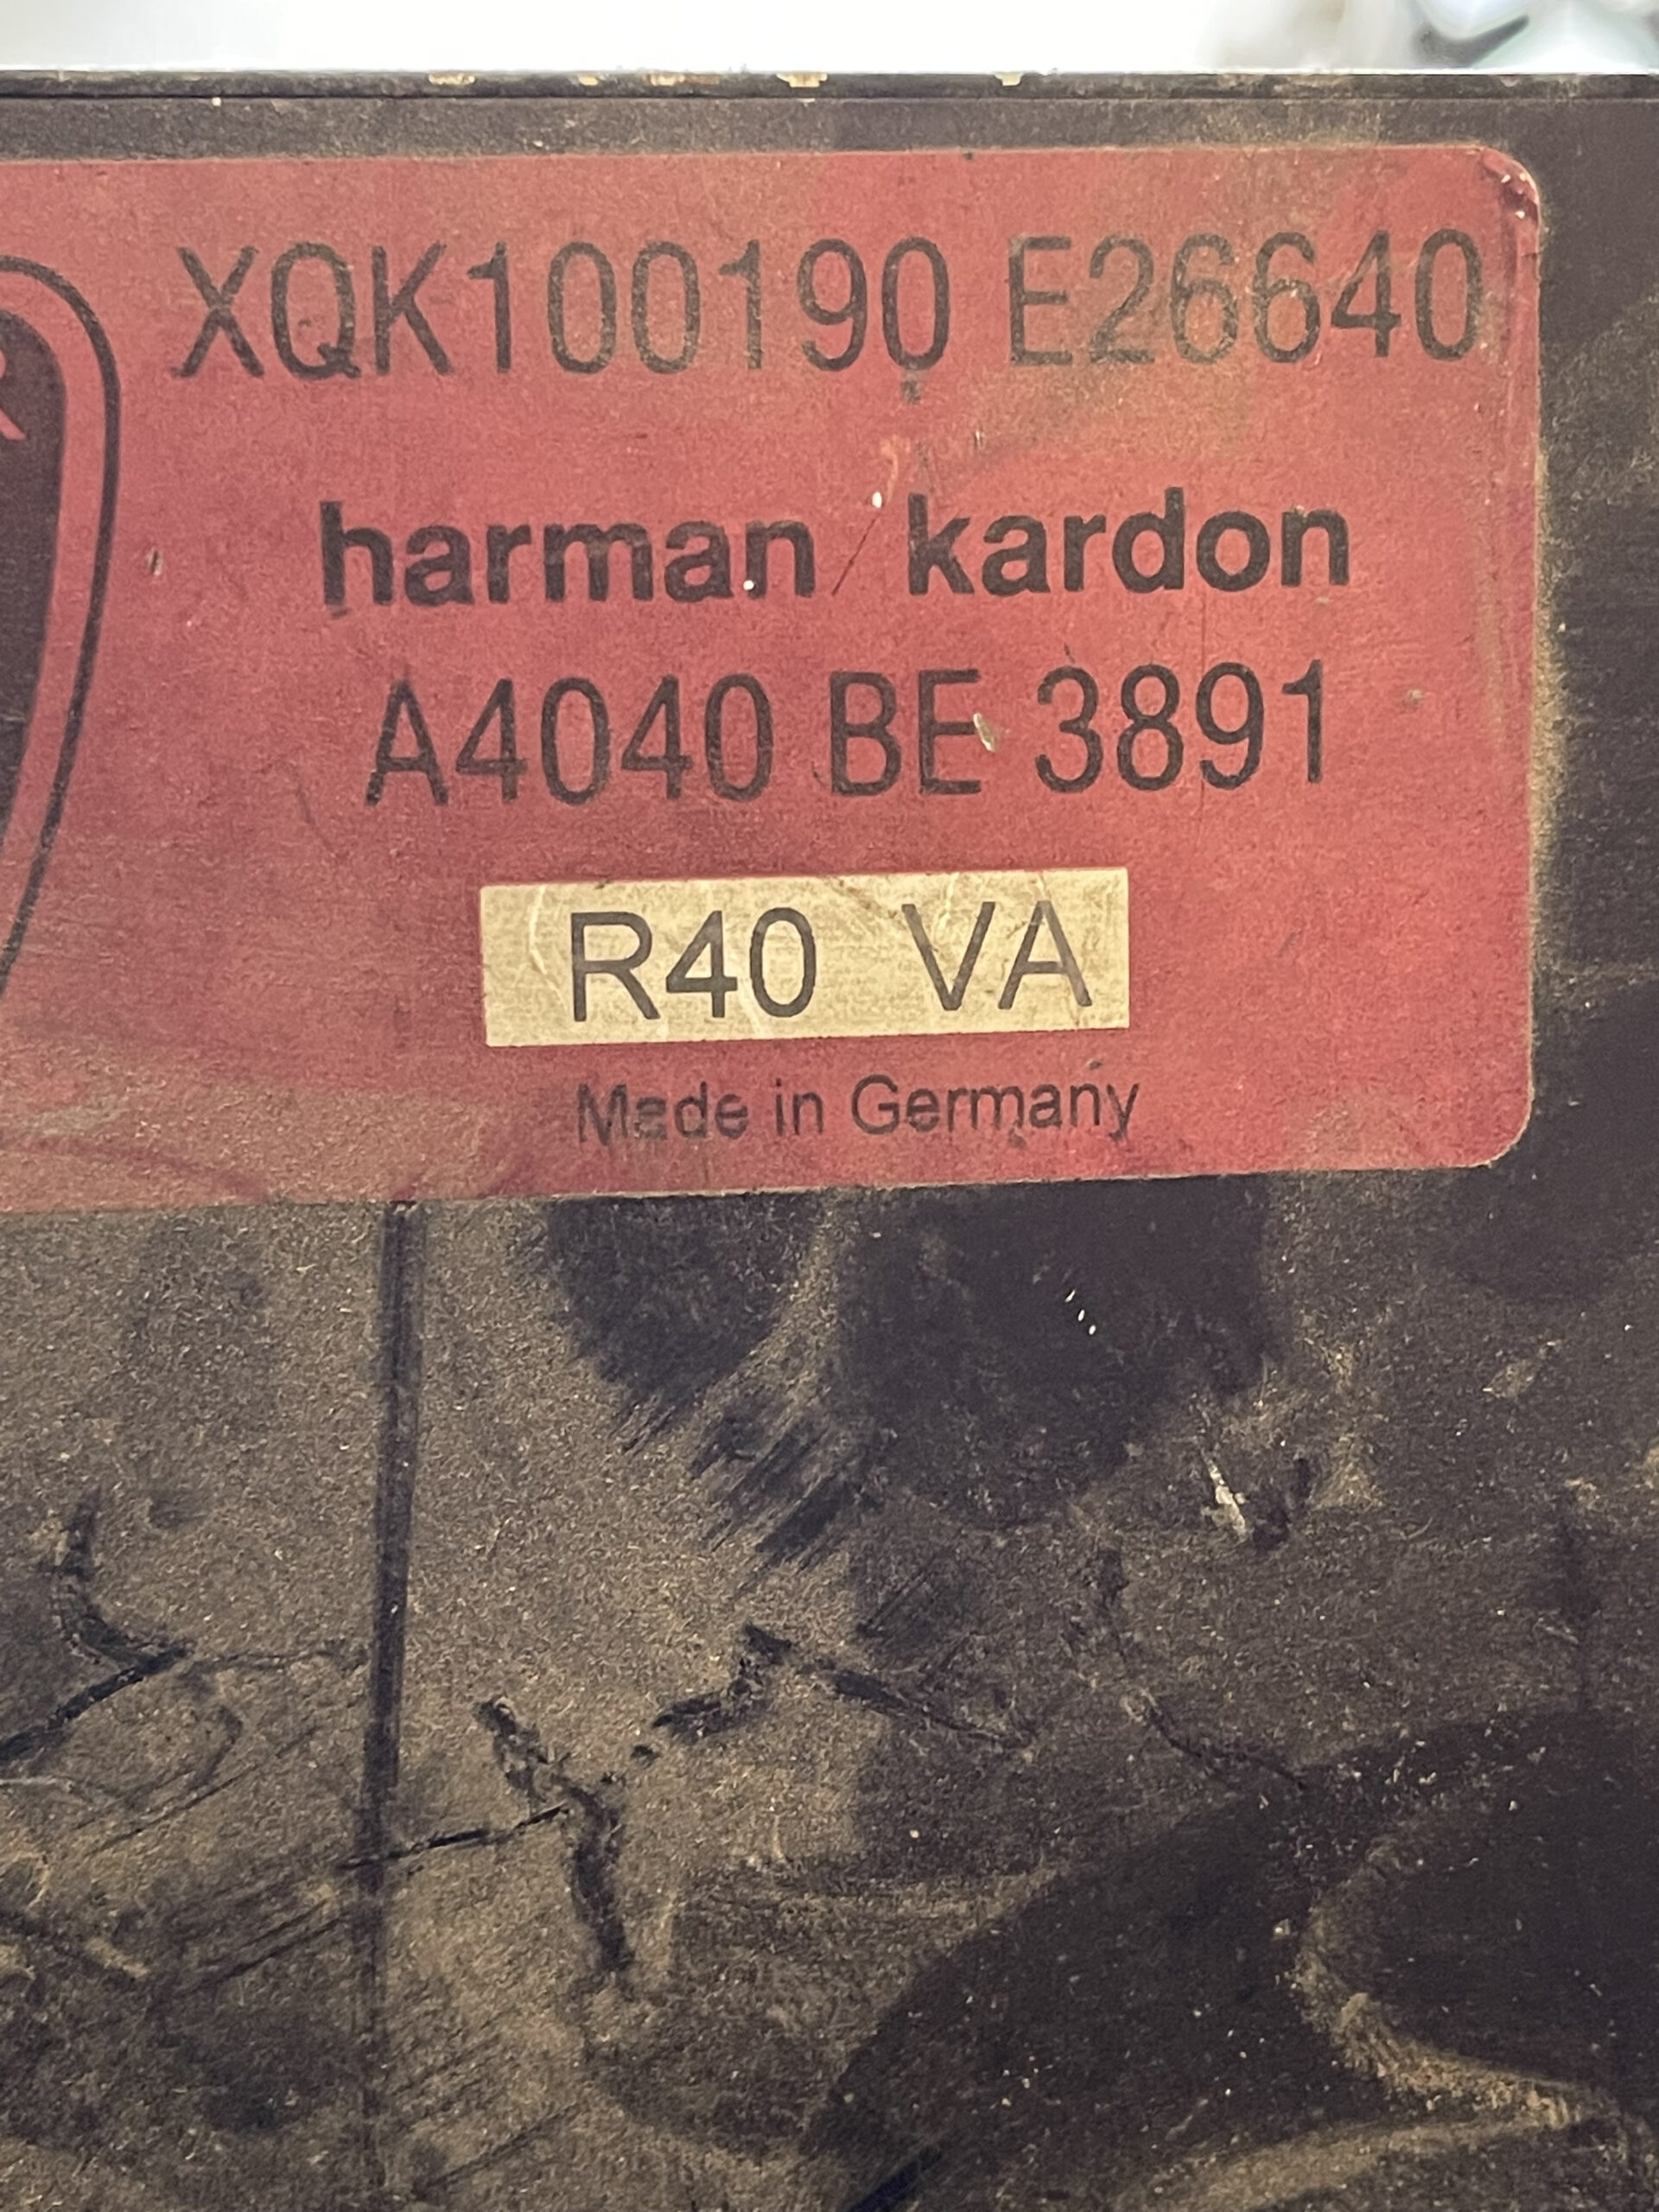 XQK100190 E26640
harman / kardon
A4040 BE 3891
R40 VA
Made in Germany